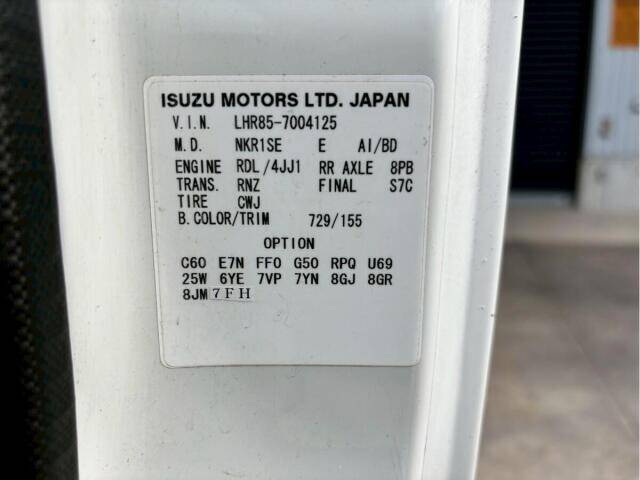 ISUZU MOTORS LTD. JAPAN
V.I.N. LHR85-7004125
M.D. NKR1SE E AI/BD
ENGINE RDL/4JJ1 RR AXLE 8PB
TRANS. RNZ FINAL S7C
TIRE CWJ
B.COLOR/TRIM 729/155
OPTION
C60 E7N FF0 G50 RPQ U69
25W 6YE 7VP 7YN 8GJ 8GR
8JM 7FH